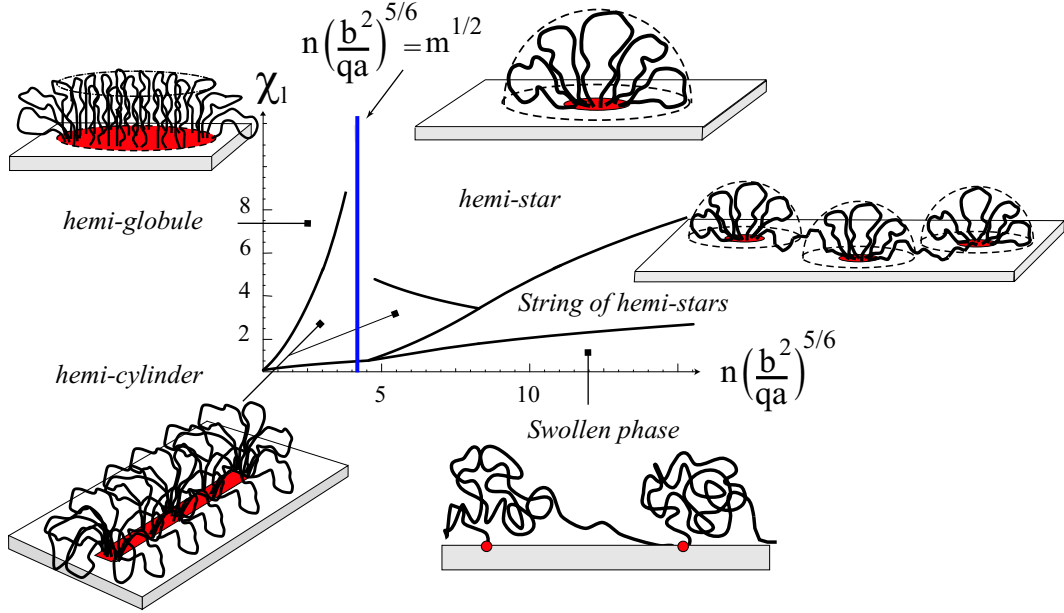 n(b²/qa)^5/6 = m^1/2
χ₁
hemi-globule
hemi-star
8
6
4
2
String of hemi-stars
hemi-cylinder
5
10
n(b²/qa)^5/6
Swollen phase